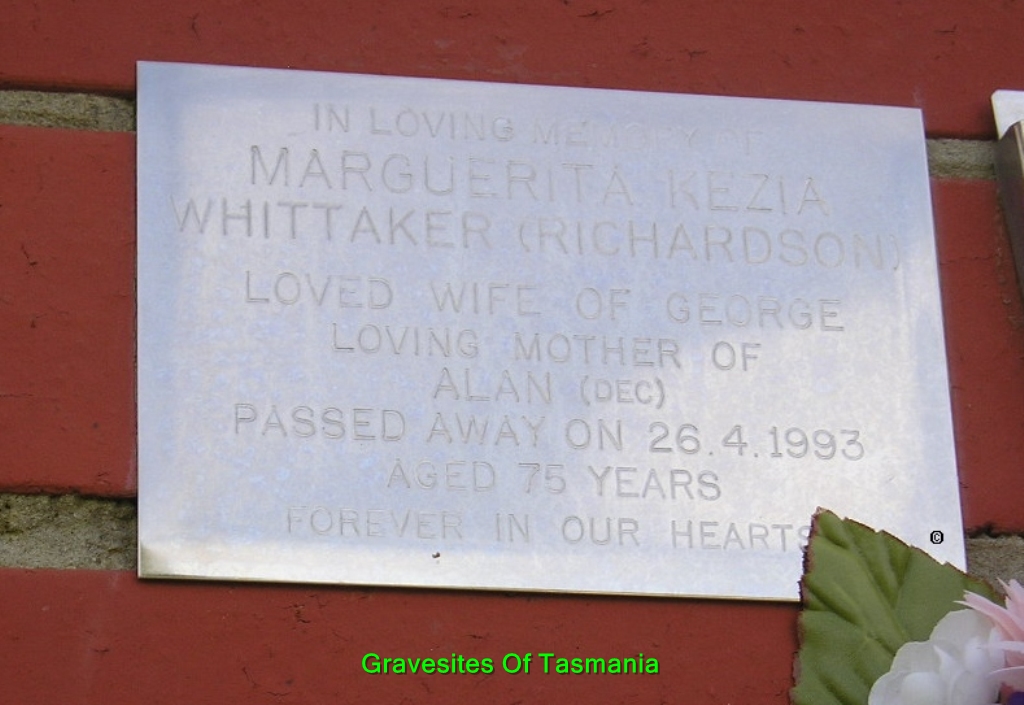 IN LOVING MEMORY OF
MARGUERITA KEZIA
WHITTAKER (RICHARDSON)
LOVED WIFE OF GEORGE
LOVING MOTHER OF
ALAN (DEC)
PASSED AWAY ON 26.4.1993
AGED 75 YEARS
FOREVER IN OUR HEARTS
©
Gravesites Of Tasmania